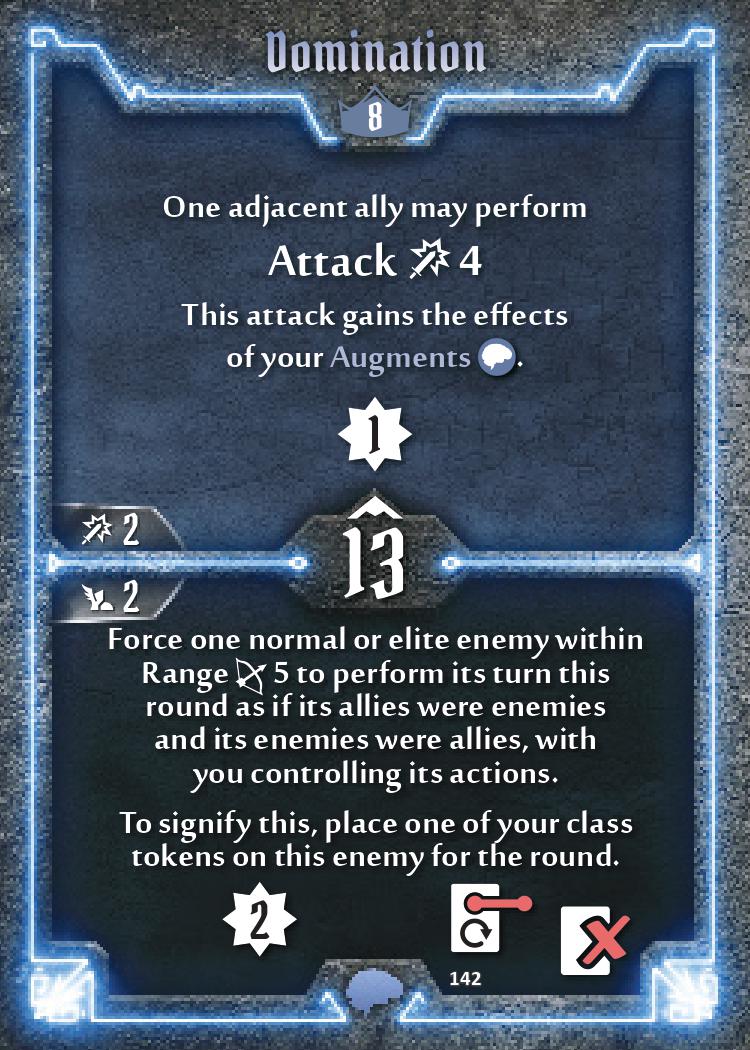 Domination
8
One adjacent ally may perform
Attack 4
This attack gains the effects
of your Augments .
1
2
13
2
Force one normal or elite enemy within
Range 5 to perform its turn this
round as if its allies were enemies
and its enemies were allies, with
you controlling its actions.
To signify this, place one of your class
tokens on this enemy for the round.
2
142